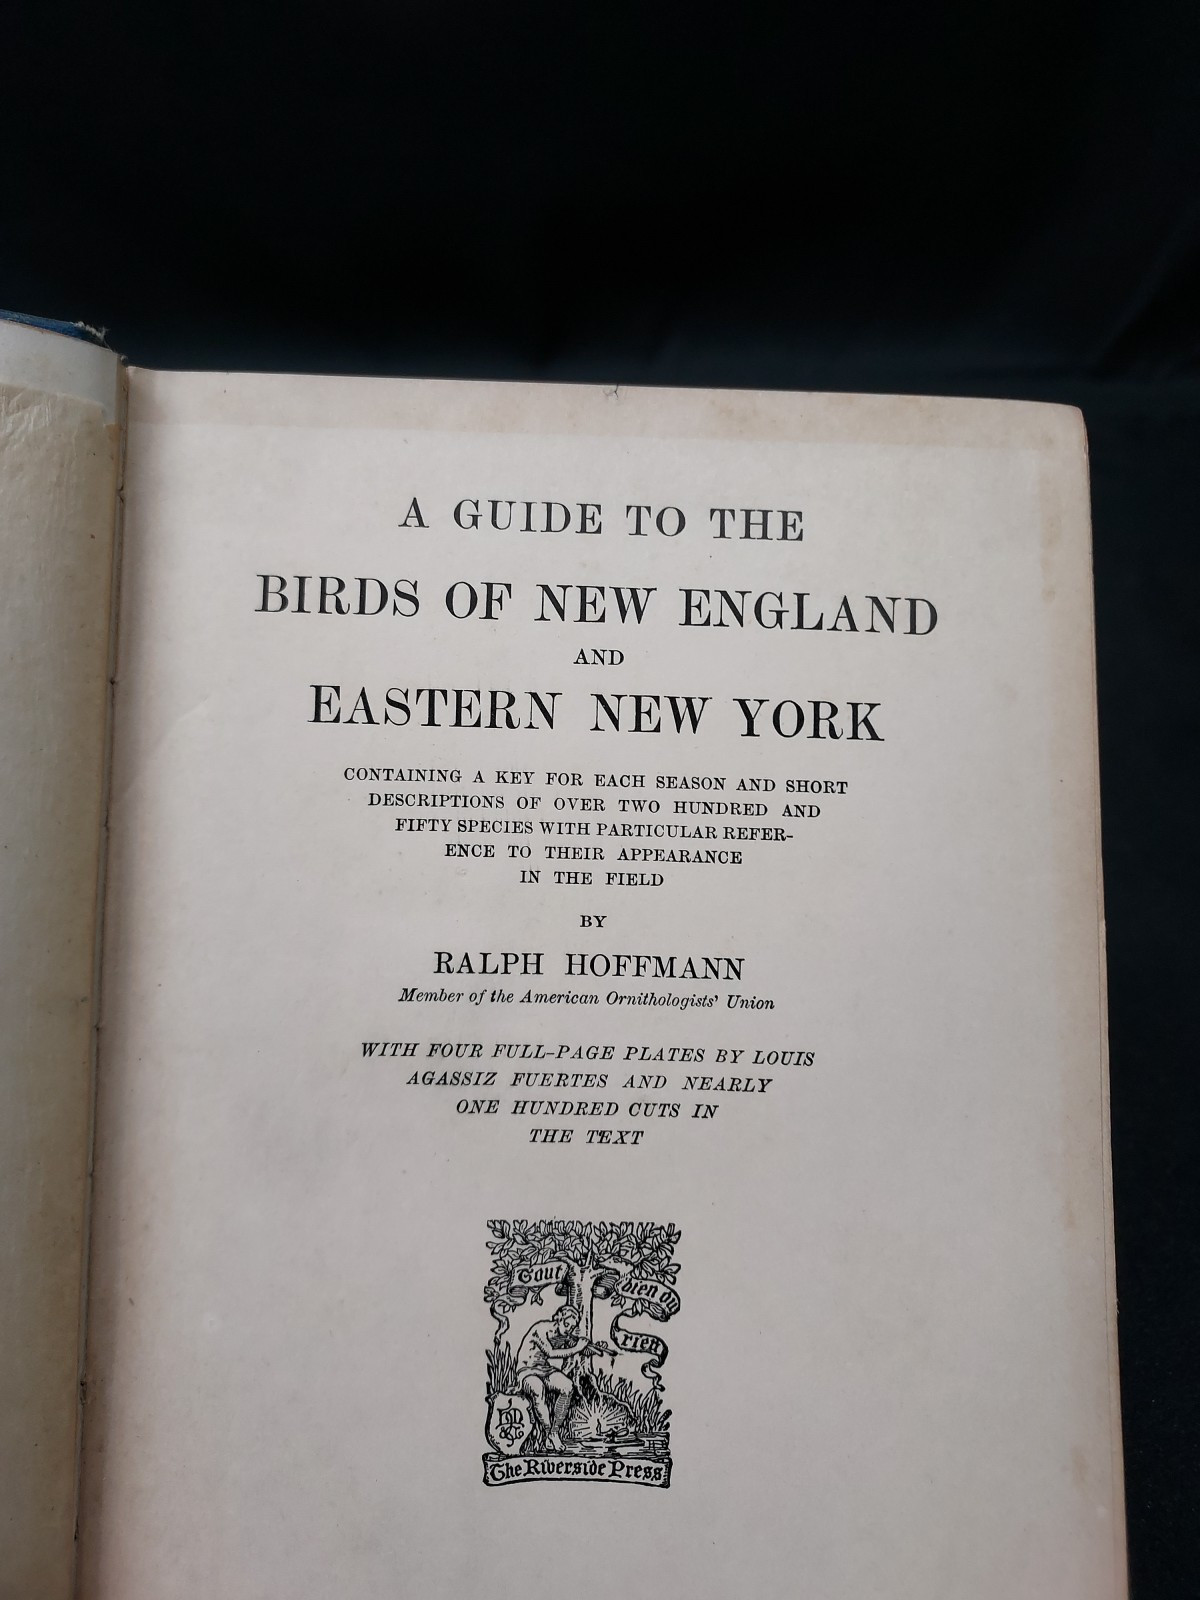 A GUIDE TO THE
BIRDS OF NEW ENGLAND
AND
EASTERN NEW YORK
CONTAINING A KEY FOR EACH SEASON AND SHORT
DESCRIPTIONS OF OVER TWO HUNDRED AND
FIFTY SPECIES WITH PARTICULAR REFER-
ENCE TO THEIR APPEARANCE
IN THE FIELD
BY
RALPH HOFFMANN
Member of the American Ornithologists' Union
WITH FOUR FULL-PAGE PLATES BY LOUIS
AGASSIZ FUERTES AND NEARLY
ONE HUNDRED CUTS IN
THE TEXT
Tout
bien ou
rien
The Riverside Press